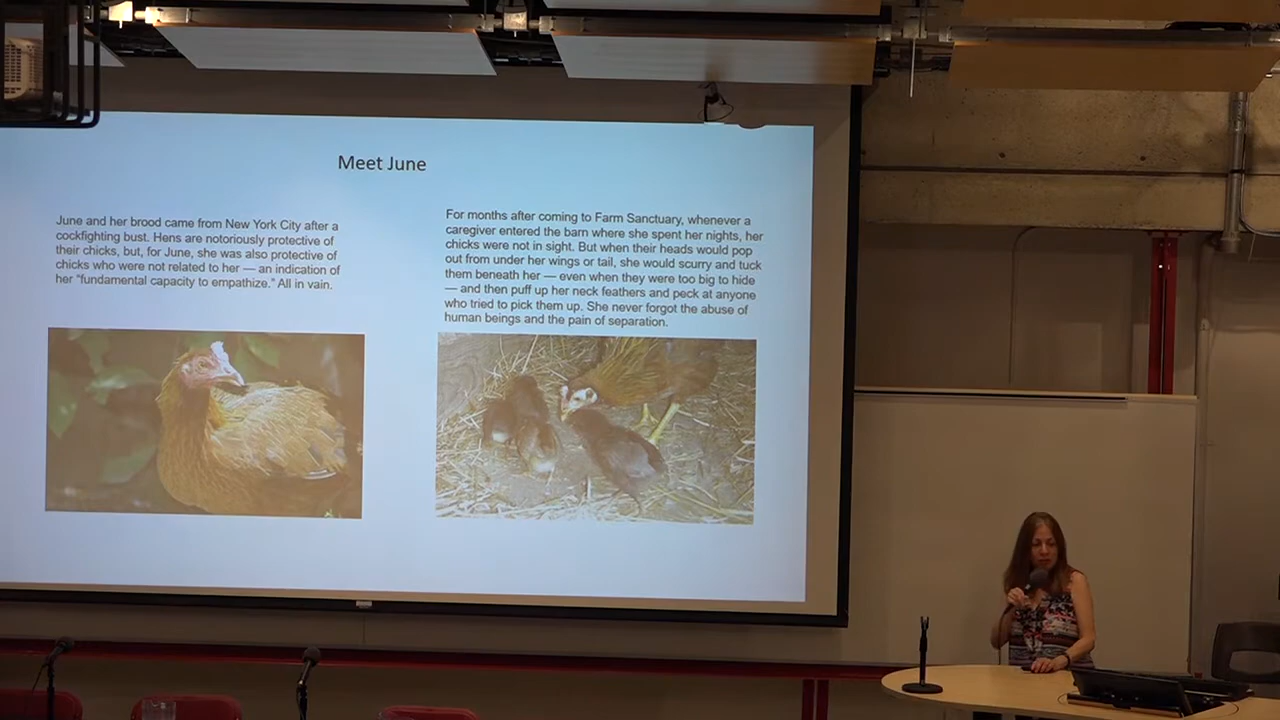 Meet June
June and her brood came from New York City after a
cockfighting bust. Hens are notoriously protective of
their chicks, but, for June, she was also protective of
chicks who were not related to her — an indication of
her "fundamental capacity to empathize." All in vain.
For months after coming to Farm Sanctuary, whenever a
caregiver entered the barn where she spent her nights, her
chicks were not in sight. But when their heads would pop
out from under her wings or tail, she would scurry and tuck
them beneath her — even when they were too big to hide
— and then puff up her neck feathers and peck at anyone
who tried to pick them up. She never forgot the abuse of
human beings and the pain of separation.